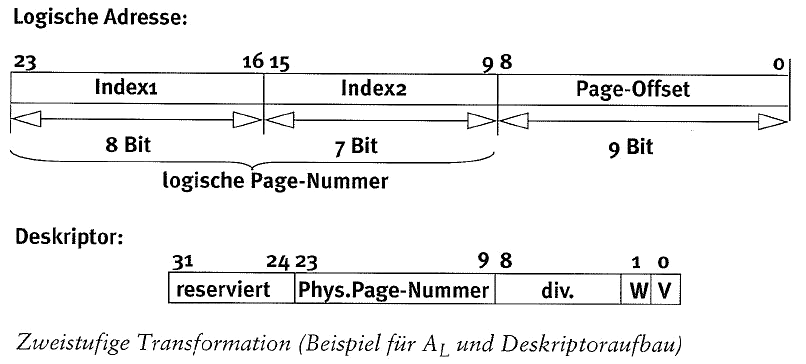 Logische Adresse:
23 16 15 9 8 0
Index1 Index2 Page-Offset
8 Bit 7 Bit 9 Bit
logische Page-Nummer
Deskriptor:
31 24 23 9 8 1 0
reserviert Phys.Page-Nummer div. W V
Zweistufige Transformation (Beispiel für AL und Deskriptoraufbau)